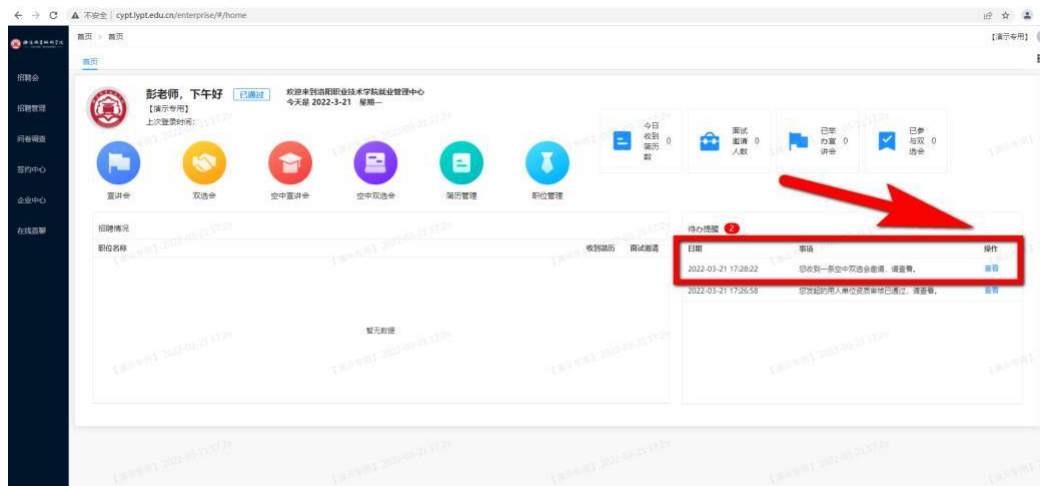 不安全 | cypt.lypt.edu.cn/enterprise/#/home
首页 > 首页
【演示专用】
首页
招聘会
招聘管理
问卷调查
签约中心
企业中心
在线直聊
彭老师，下午好 已通过
【演示专用】
上次登录时间：
欢迎来到洛阳职业技术学院就业管理中心
今天是 2022-3-21 星期一
宣讲会
双选会
空中宣讲会
空中双选会
简历管理
职位管理
今日收到简历数 0
面试邀请人数 0
已举办宣讲会 0
已参与双选会 0
招聘情况
职位名称 收到简历 面试邀请
暂无数据
待办提醒 2
日期 事项 操作
2022-03-21 17:28:22 您收到一条空中双选会邀请，请查看。 查看
2022-03-21 17:26:58 您发起的用人单位资质审核已通过，请查看。 查看
【演示专用】 2022-03-21 17:29